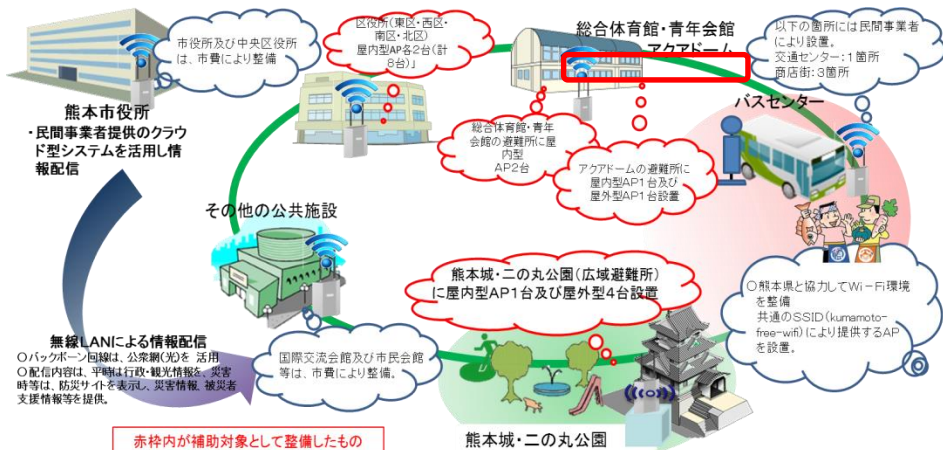 市役所及び中央区役所
は、市費により整備
熊本市役所
・民間事業者提供のクラウ
ド型システムを活用し情
報配信
区役所(東区・西区・
南区・北区)
屋内型AP各2台(計
8台)」
総合体育館・青年会館
アクアドーム
以下の箇所には民間事業者
により設置。
交通センター:1箇所
商店街:3箇所
バスセンター
総合体育館・青年
会館の避難所に屋
内型
AP2台
アクアドームの避難所に
屋内型AP1台及び
屋外型AP1台設置
その他の公共施設
熊本城・二の丸公園(広域避難所)
に屋内型AP1台及び屋外型4台設置
○熊本県と協力してWi-Fi環境
を整備
共通のSSID(kumamoto-
free-wifi)により提供するAP
を設置。
無線LANによる情報配信
○バックボーン回線は、公衆網(光)を 活用
○配信内容は、平時は行政・観光情報を、災害
時等は、防災サイトを表示し、災害情報、被災者
支援情報等を提供。
国際交流会館及び市民会館
等は、市費により整備。
赤枠内が補助対象として整備したもの
熊本城・二の丸公園